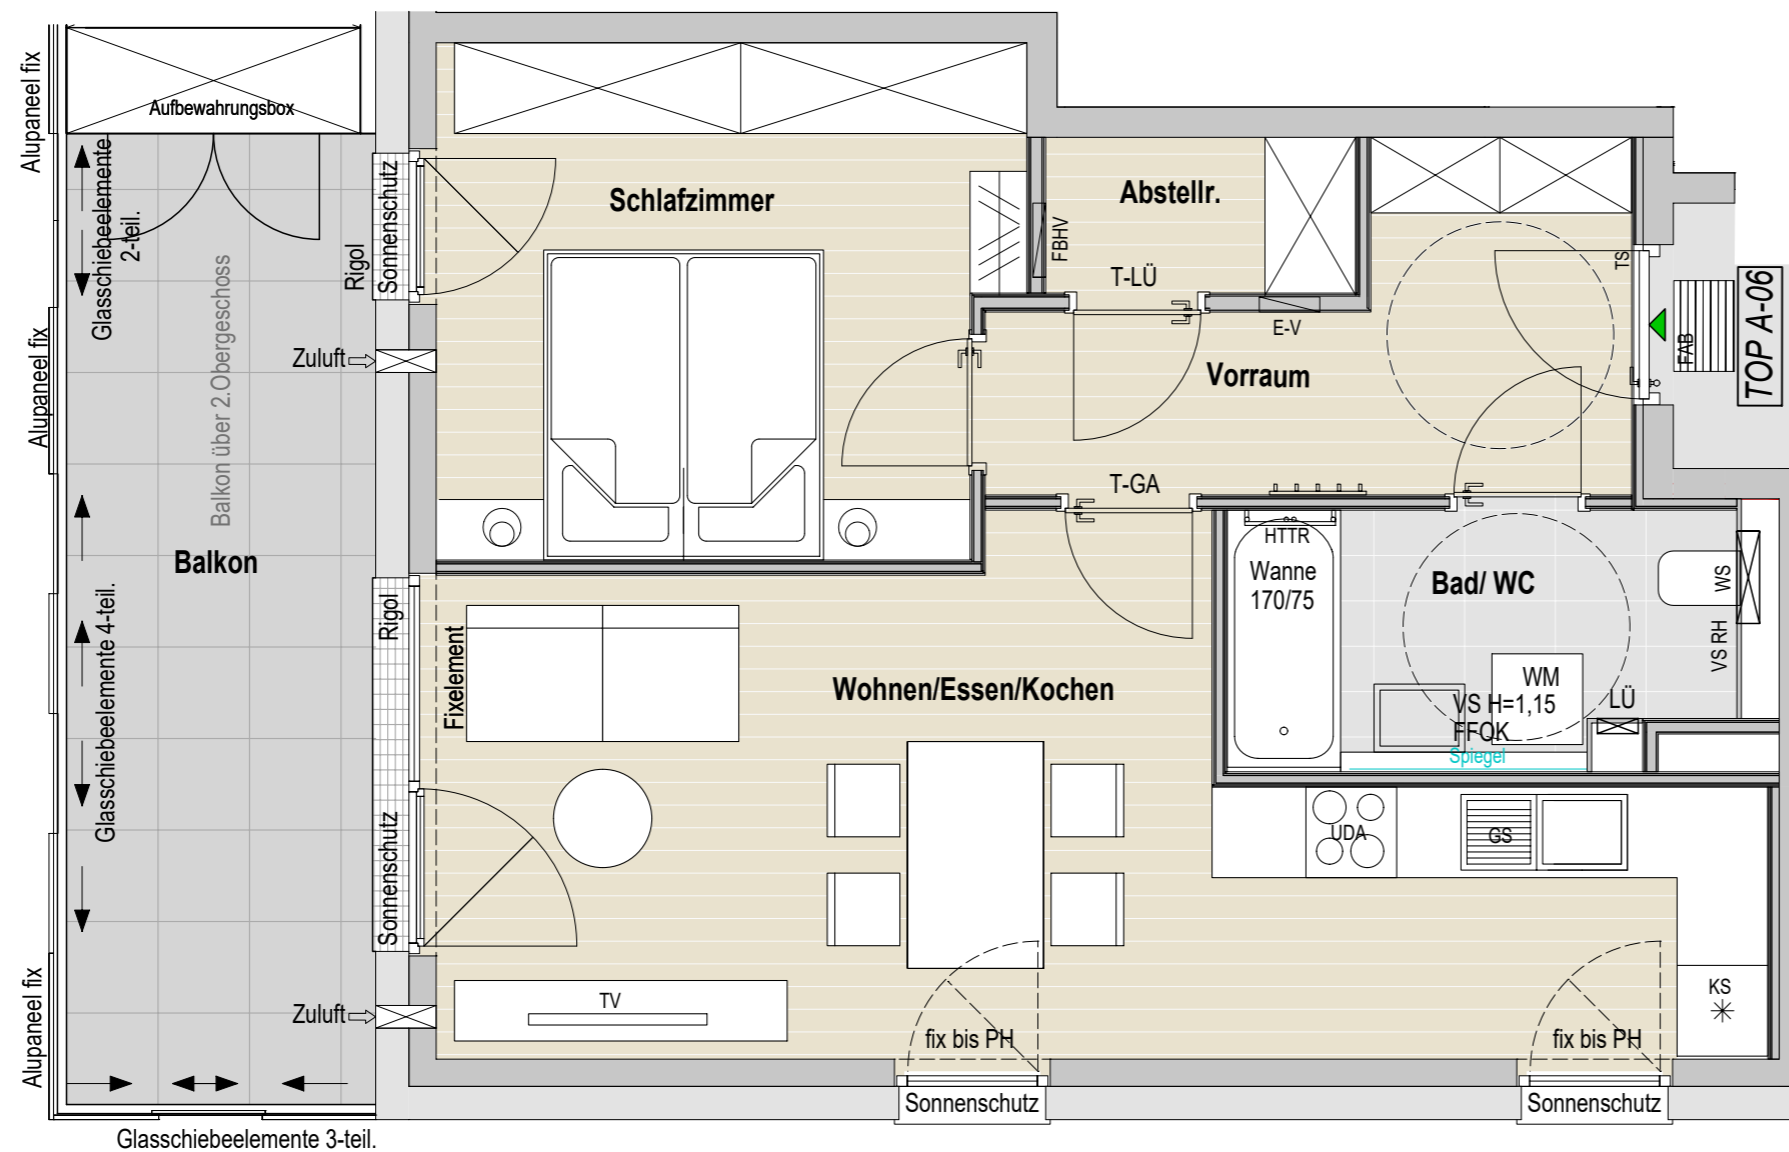 Alupaneel fix
Aufbewahrungsbox
Glasschiebeelemente
2-teil.
Rigol
Sonnenschutz
Schlafzimmer
Abstellr.
FBHV
T-LÜ
E-V
TS
FAB
TOP A-06
Alupaneel fix
Balkon über 2.Obergeschoss
Zuluft
Vorraum
T-GA
Balkon
Glasschiebeelemente 4-teil.
Rigol
Fixelement
HTTR
Wanne
170/75
Bad/ WC
WS
VS RH
WM
VS H=1,15
FFOK
LÜ
Spiegel
Wohnen/Essen/Kochen
Sonnenschutz
UDA
GS
KS
Alupaneel fix
Zuluft
TV
fix bis PH
fix bis PH
Sonnenschutz
Sonnenschutz
Glasschiebeelemente 3-teil.